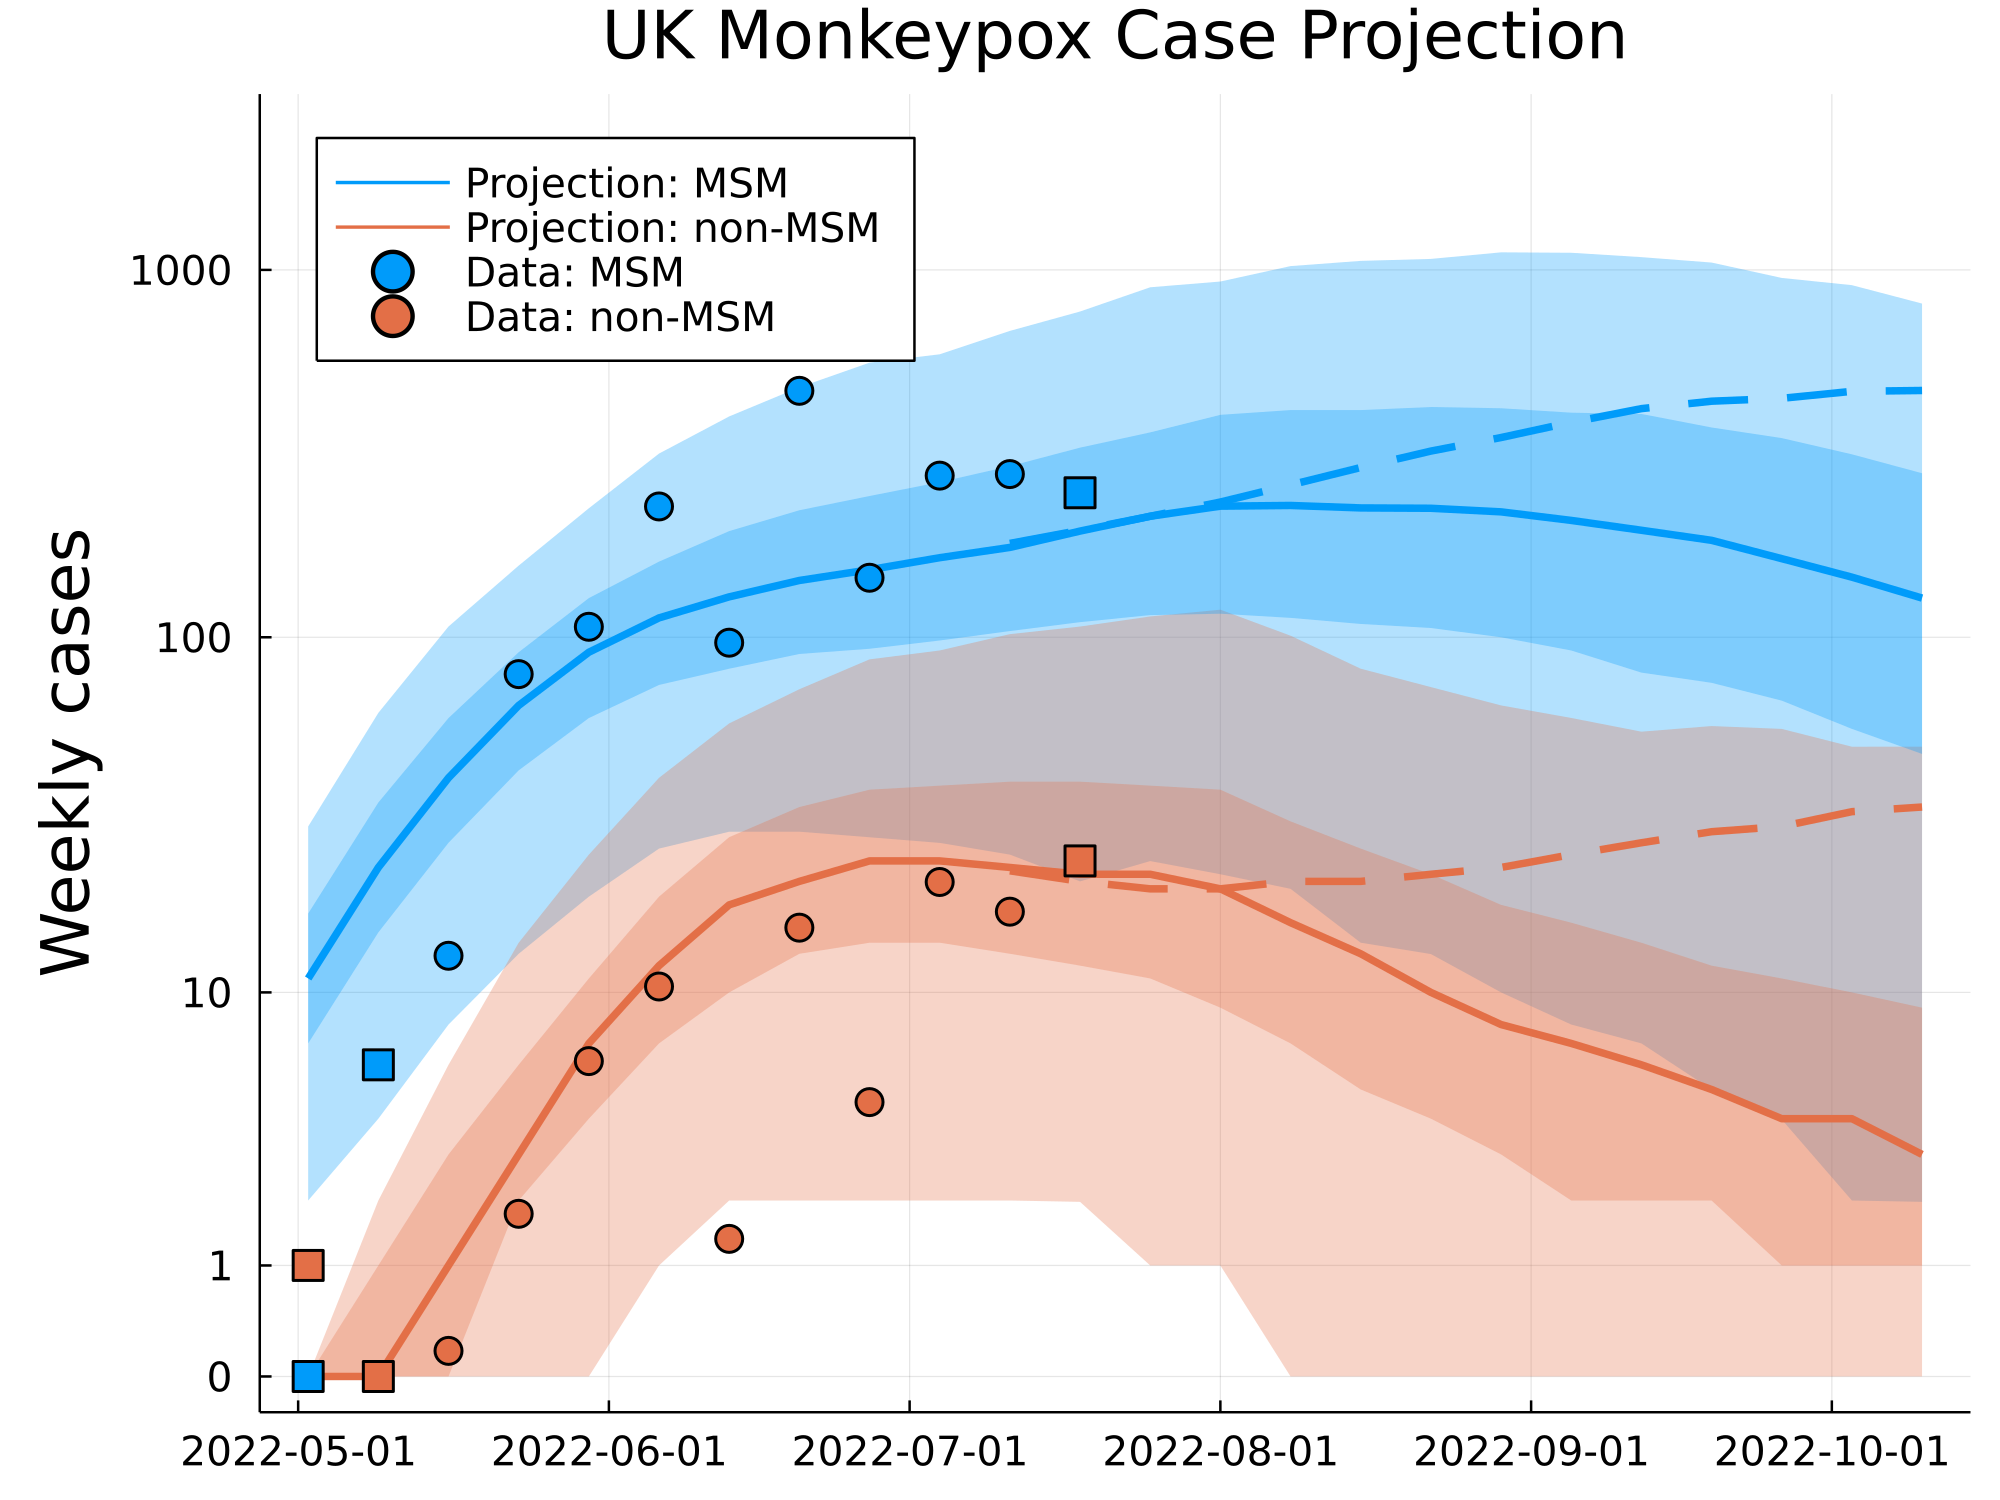 UK Monkeypox Case Projection
Projection: MSM
Projection: non-MSM
Data: MSM
Data: non-MSM
Weekly cases
1000
100
10
1
0
2022-05-01 2022-06-01 2022-07-01 2022-08-01 2022-09-01 2022-10-01